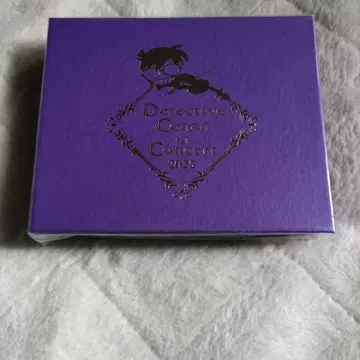 Detective
Conan
in
Concert
2025